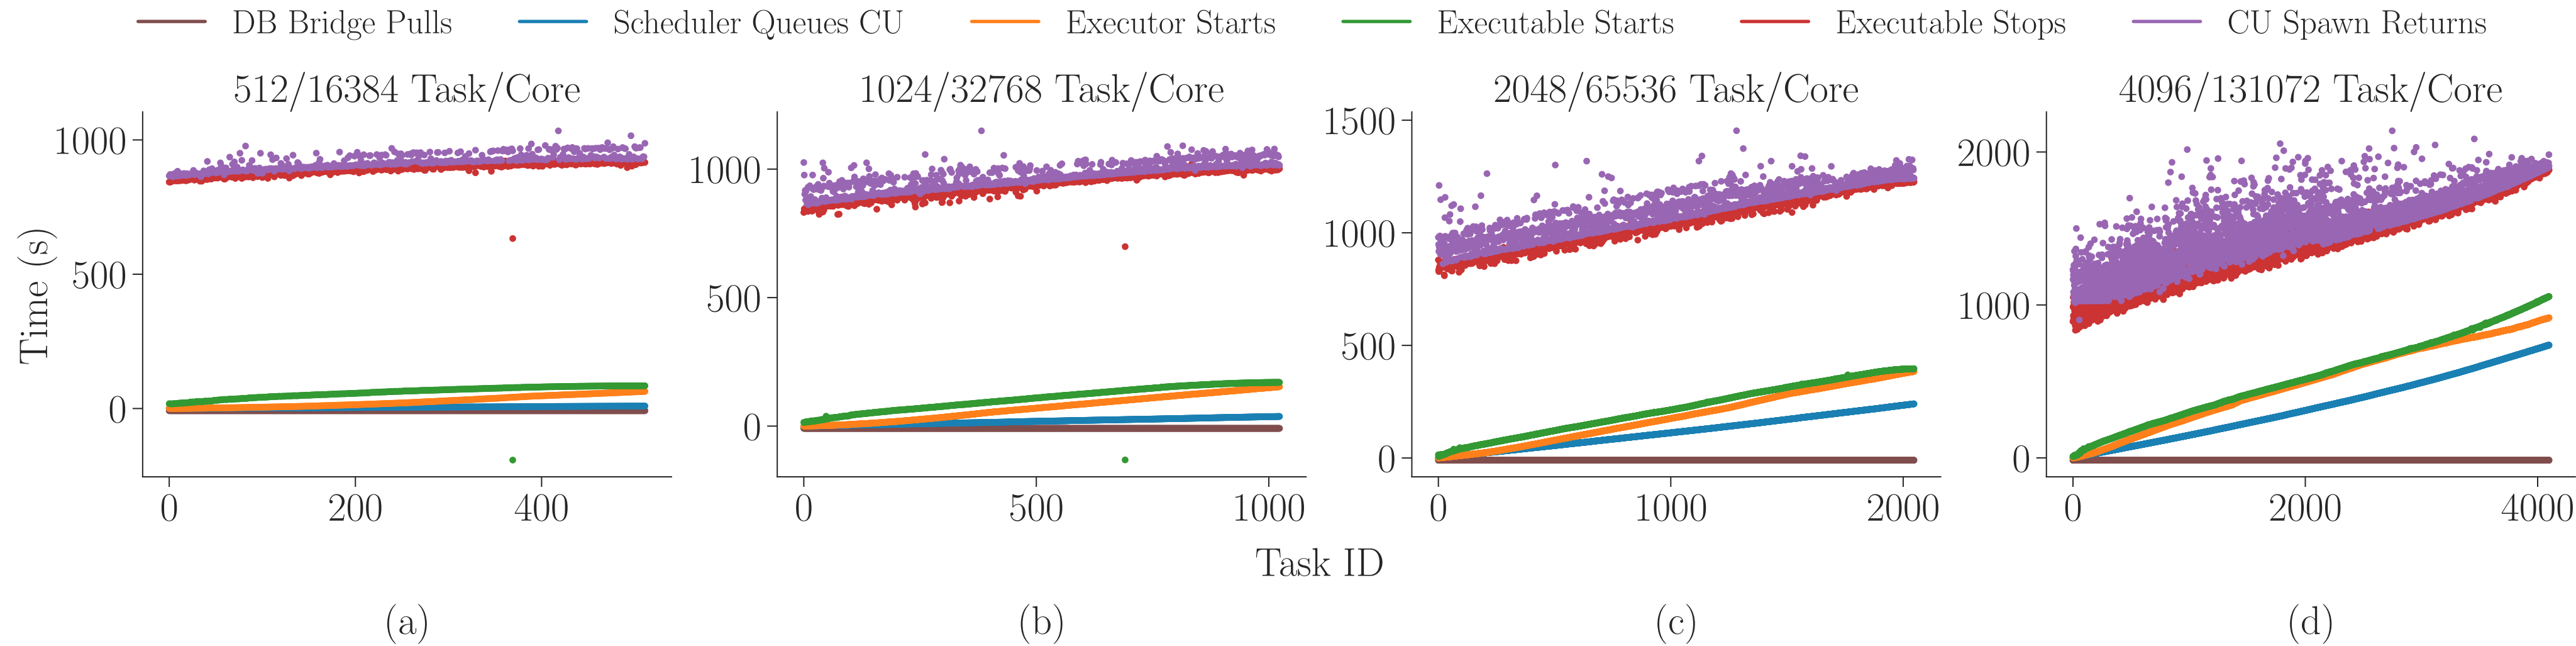 DB Bridge Pulls Scheduler Queues CU Executor Starts Executable Starts Executable Stops CU Spawn Returns
512/16384 Task/Core 1024/32768 Task/Core 2048/65536 Task/Core 4096/131072 Task/Core
Time (s)
1000
500
0
0 200 400
1000
500
0
0 500 1000
1500
1000
500
0
0 1000 2000
2000
1000
0
0 2000 4000
Task ID
(a) (b) (c) (d)